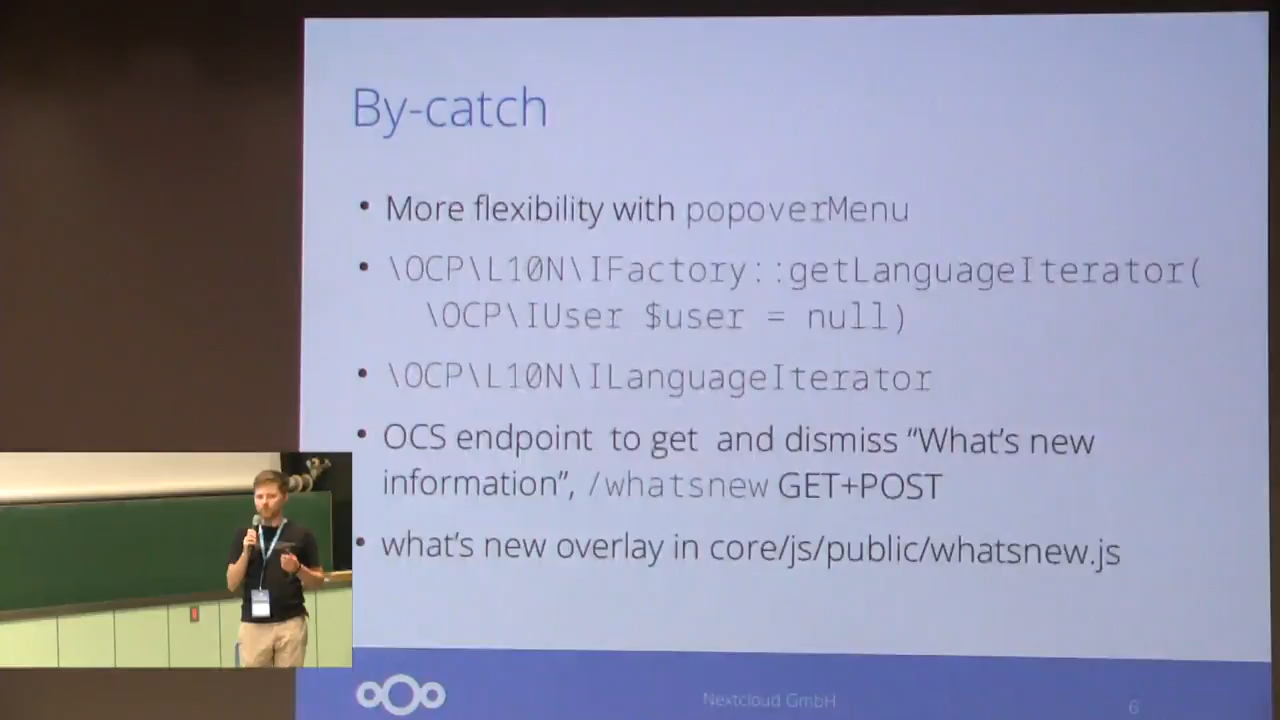 By-catch
• More flexibility with popoverMenu
• \OCP\L10N\IFactory::getLanguageIterator(
\OCP\IUser $user = null)
• \OCP\L10N\ILanguageIterator
• OCS endpoint to get and dismiss “What’s new
information”, /whatsnew GET+POST
• what’s new overlay in core/js/public/whatsnew.js
Nextcloud GmbH
6